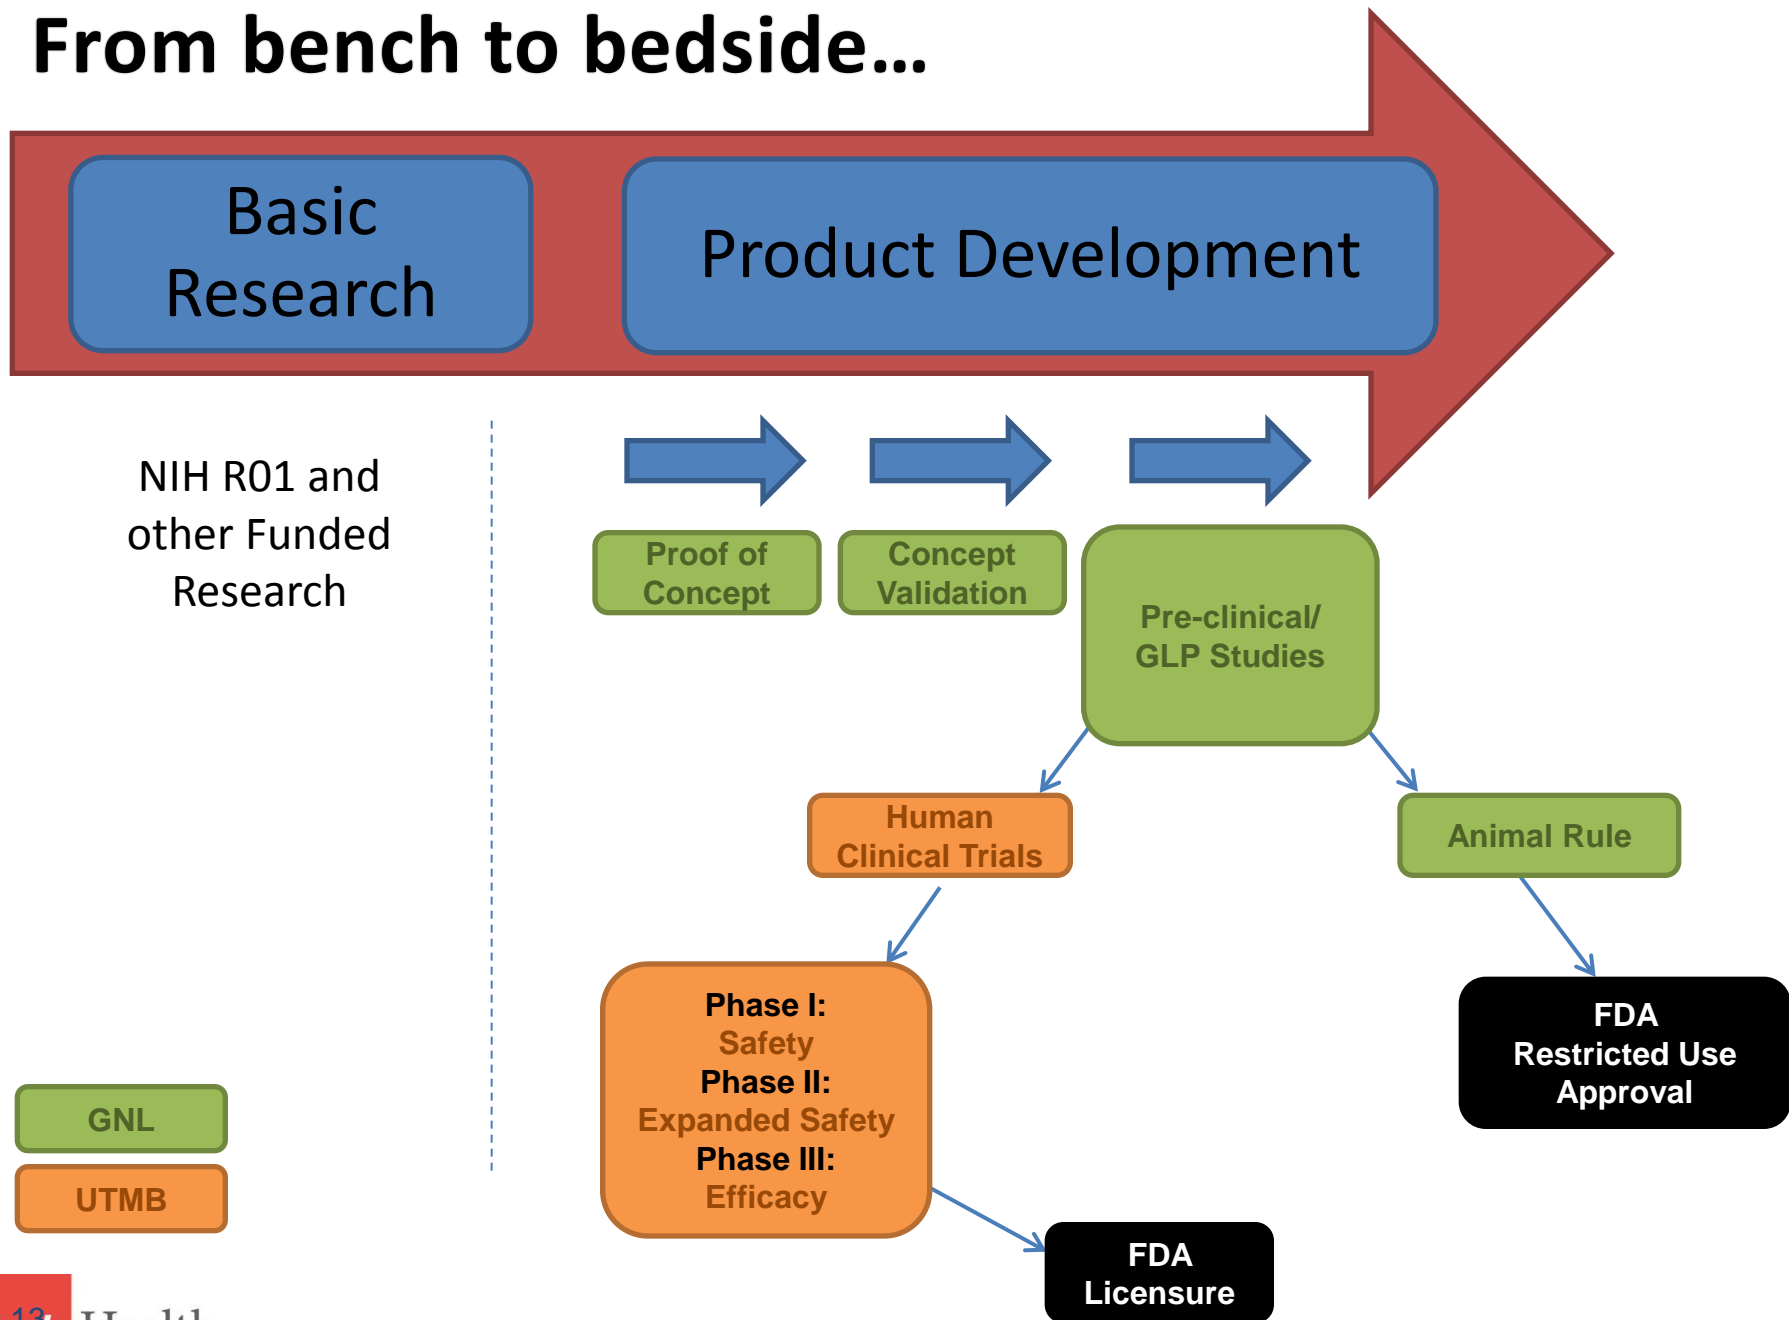 From bench to bedside…
Basic
Research
Product Development
NIH R01 and
other Funded
Research
Proof of
Concept
Concept
Validation
Pre-clinical/
GLP Studies
Human
Clinical Trials
Animal Rule
Phase I:
Safety
Phase II:
Expanded Safety
Phase III:
Efficacy
FDA
Restricted Use
Approval
GNL
UTMB
FDA
Licensure
13
Health